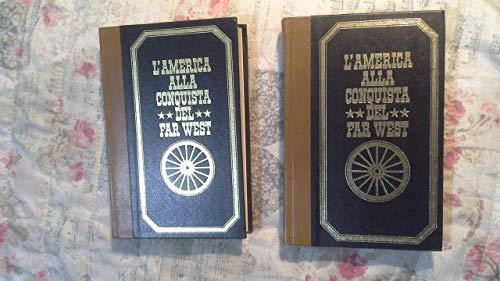 L'AMERICA
ALLA
CONQUISTA
★★ DEL ★★
FAR WEST
L'AMERICA
ALLA
CONQUISTA
★★ DEL ★★
FAR WEST